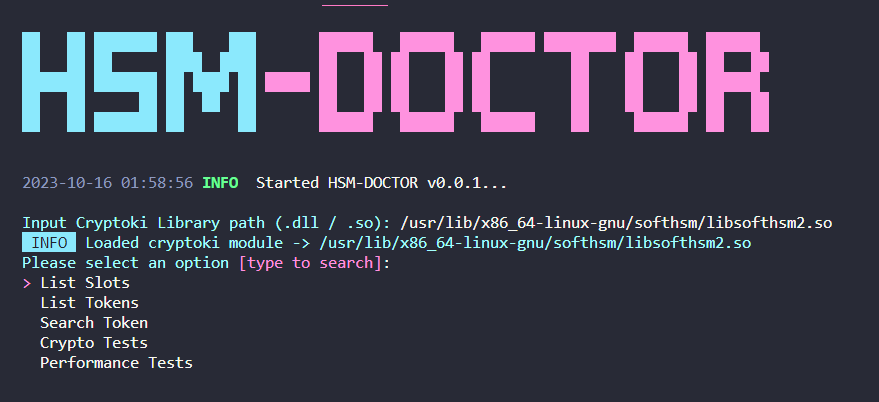 HSM-DOCTOR
2023-10-16 01:58:56 INFO  Started HSM-DOCTOR v0.0.1...
Input Cryptoki Library path (.dll / .so): /usr/lib/x86_64-linux-gnu/softhsm/libsofthsm2.so
INFO  Loaded cryptoki module -> /usr/lib/x86_64-linux-gnu/softhsm/libsofthsm2.so
Please select an option [type to search]:
> List Slots
List Tokens
Search Token
Crypto Tests
Performance Tests